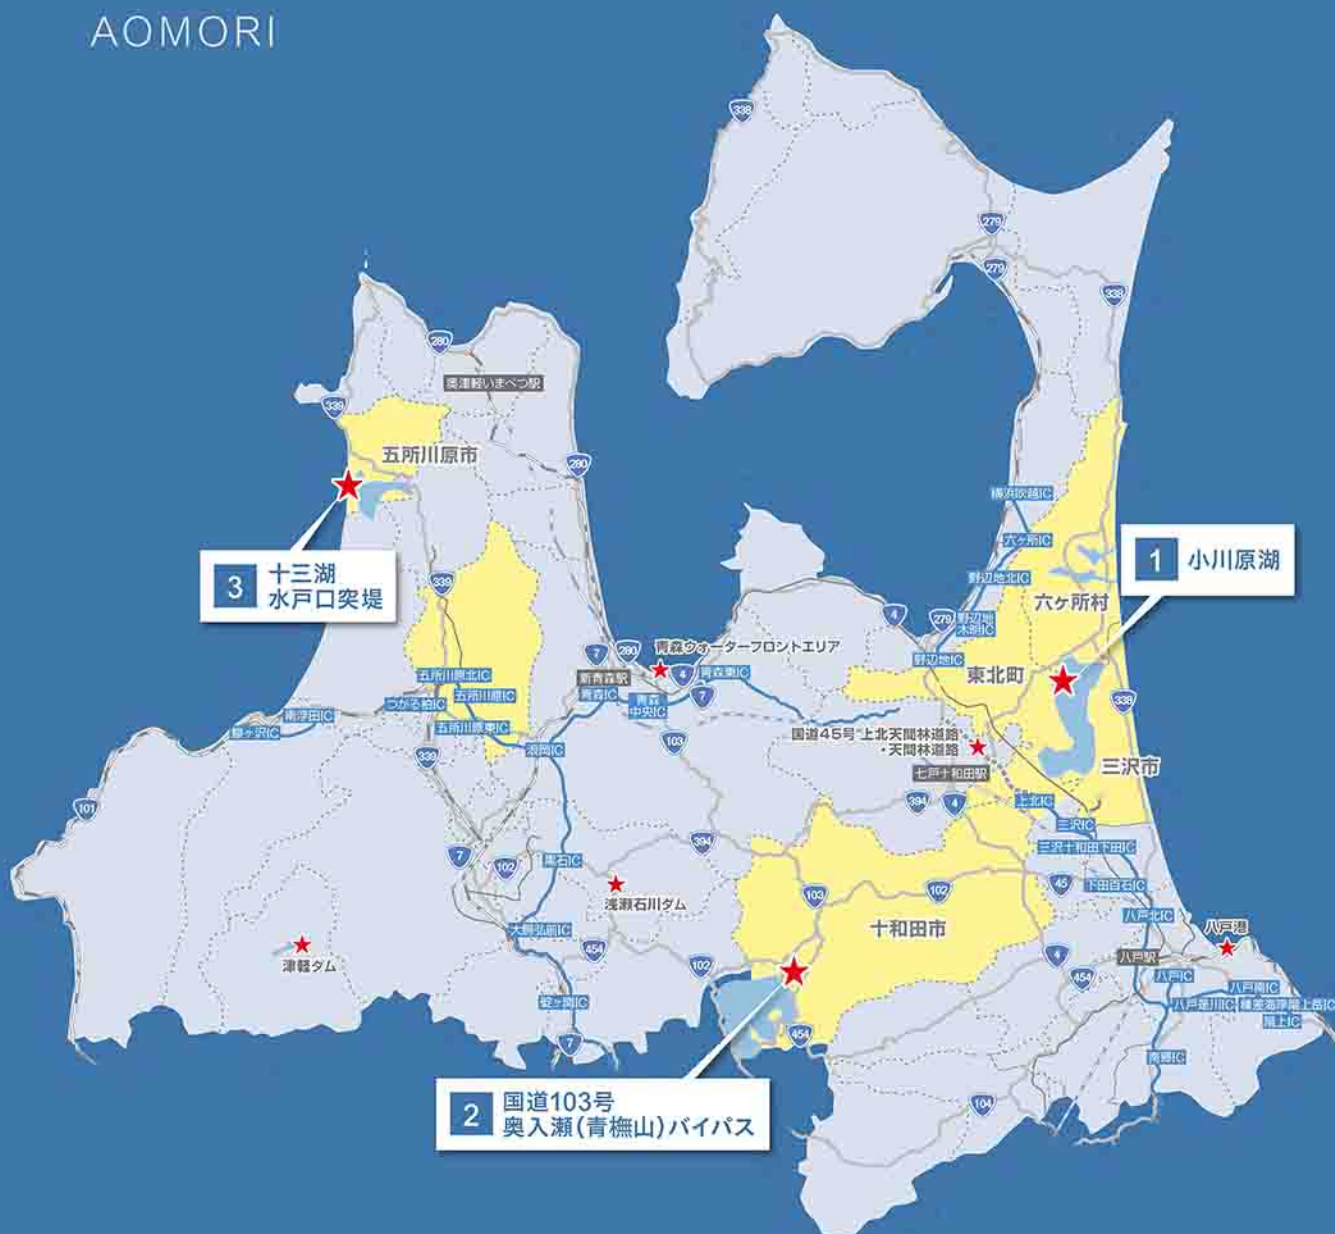 AOMORI
338
279
279
338
280
奥津軽いまべつ駅
339
五所川原市
280
横浜吹越IC
六ヶ所IC
1 小川原湖
3 十三湖
水戸口突堤
339
野辺地北IC
六ヶ所村
4
279
野辺地
木明IC
7
280
青森ウォーターフロントエリア
野辺地IC
五所川原北IC
新青森駅
4
青森東IC
東北町
つがる柏IC
五所川原IC
青森IC
青森
中央IC
7
338
鰺ヶ沢IC
南浮田IC
五所川原東IC
浪岡IC
103
国道45号 上北天間林道路
・天間林道路
339
七戸十和田駅
三沢市
101
394
4
上北IC
三沢IC
394
三沢十和田下田IC
7
102
黒石IC
浅瀬石川ダム
103
102
45
下田百石IC
八戸北IC
大鰐弘前IC
十和田市
八戸港
454
津軽ダム
102
4
八戸駅
454
八戸IC
八戸南IC
碇ヶ関IC
八戸是川IC
種差海岸階上岳IC
階上IC
7
454
南郷IC
2 国道103号
奥入瀬(青橅山)バイパス
104